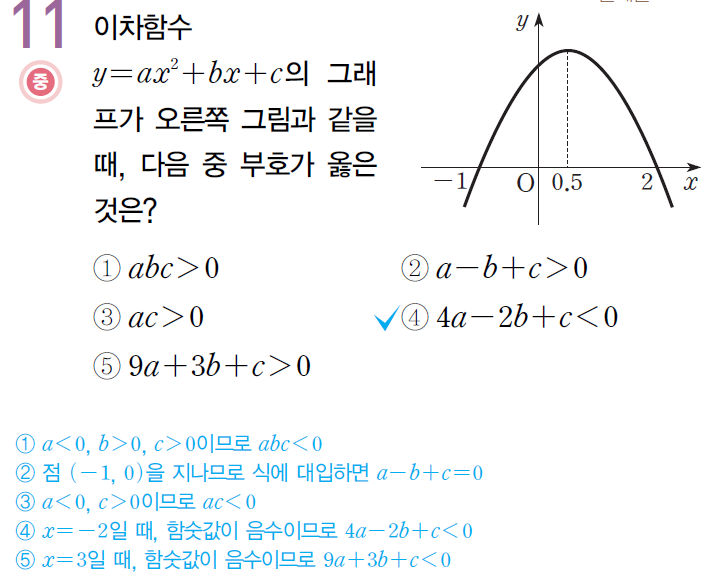 11 이차함수
중
y=ax²+bx+c의 그래
프가 오른쪽 그림과 같을
때, 다음 중 부호가 옳은
것은?
y
-1 O 0.5 2 x
① abc>0 ② a-b+c>0
③ ac>0 ④ 4a-2b+c<0
⑤ 9a+3b+c>0
① a<0, b>0, c>0이므로 abc<0
② 점 (-1, 0)을 지나므로 식에 대입하면 a-b+c=0
③ a<0, c>0이므로 ac<0
④ x=-2일 때, 함숫값이 음수이므로 4a-2b+c<0
⑤ x=3일 때, 함숫값이 음수이므로 9a+3b+c<0